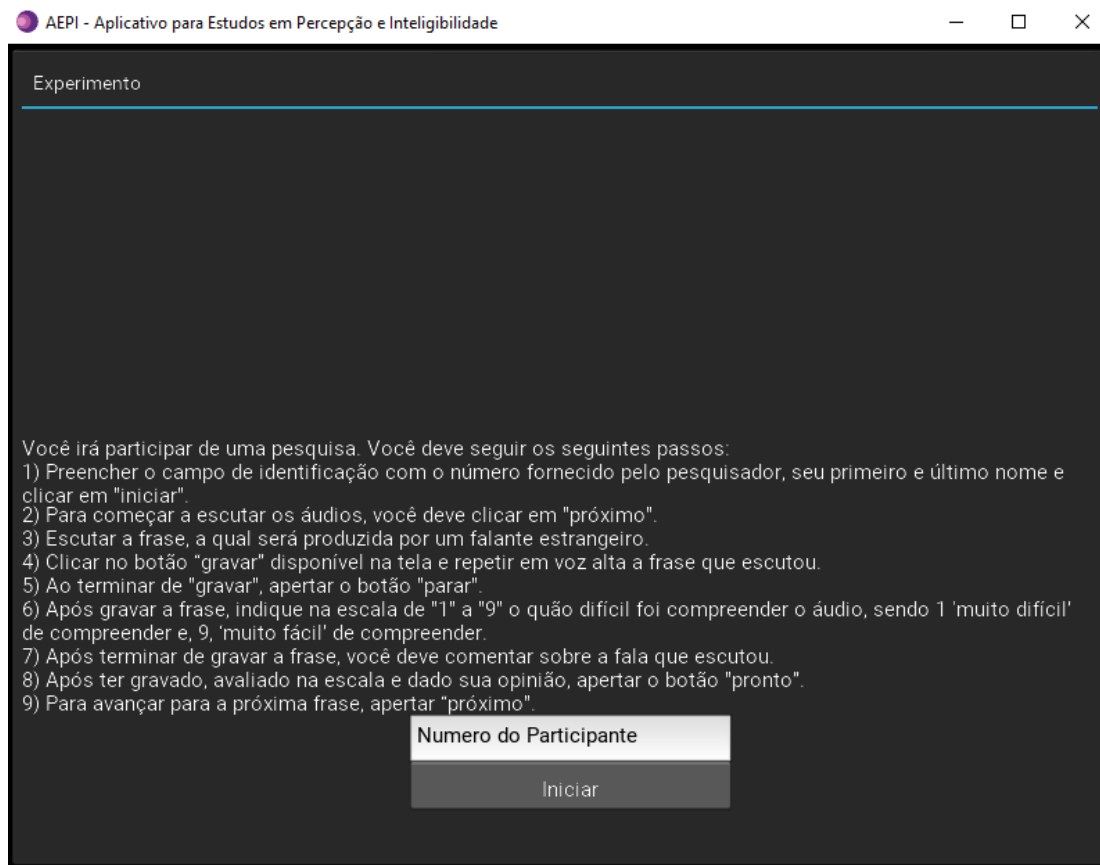 AEPI - Aplicativo para Estudos em Percepção e Inteligibilidade
Experimento
Você irá participar de uma pesquisa. Você deve seguir os seguintes passos:
1) Preencher o campo de identificação com o número fornecido pelo pesquisador, seu primeiro e último nome e
clicar em "iniciar".
2) Para começar a escutar os áudios, você deve clicar em "próximo".
3) Escutar a frase, a qual será produzida por um falante estrangeiro.
4) Clicar no botão “gravar" disponível na tela e repetir em voz alta a frase que escutou.
5) Ao terminar de "gravar", apertar o botão "parar".
6) Após gravar a frase, indique na escala de "1" a "9" o quão difícil foi compreender o áudio, sendo 1 'muito difícil'
de compreender e, 9, ‘muito fácil’ de compreender.
7) Após terminar de gravar a frase, você deve comentar sobre a fala que escutou.
8) Após ter gravado, avaliado na escala e dado sua opinião, apertar o botão "pronto".
9) Para avançar para a próxima frase, apertar “próximo".
Numero do Participante
Iniciar